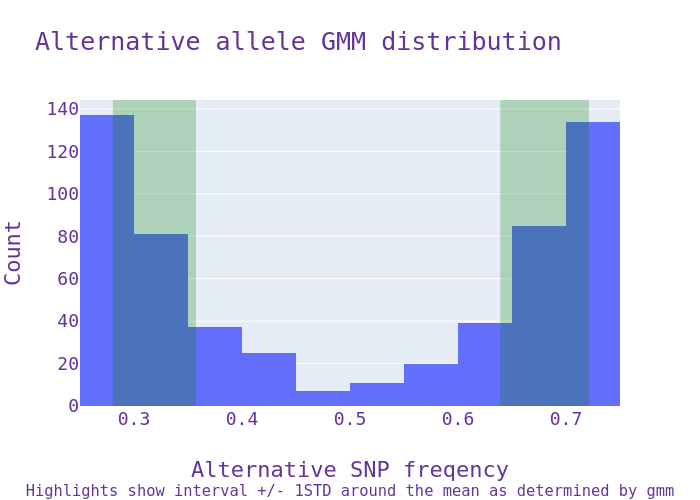 Alternative allele GMM distribution
140
120
100
80
60
40
20
0
Count
0.3 0.4 0.5 0.6 0.7
Alternative SNP freqency
Highlights show interval +/- 1STD around the mean as determined by gmm